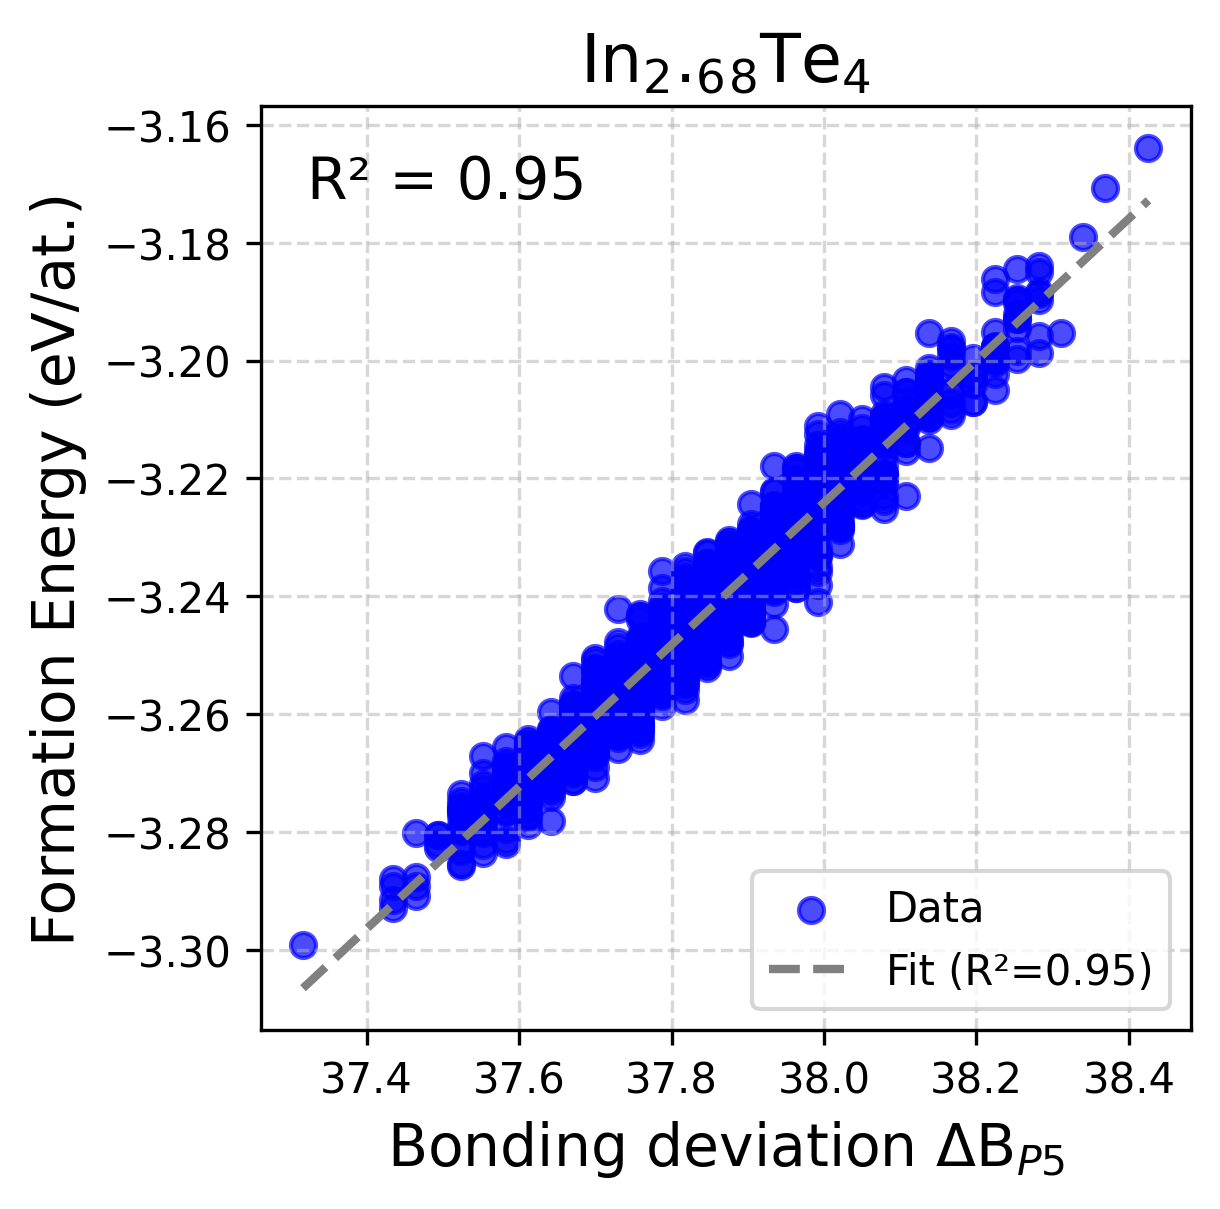 In₂.₆₈Te₄
R² = 0.95
Formation Energy (eV/at.)
−3.16
−3.18
−3.20
−3.22
−3.24
−3.26
−3.28
−3.30
Data
Fit (R²=0.95)
37.4 37.6 37.8 38.0 38.2 38.4
Bonding deviation ΔB_P5